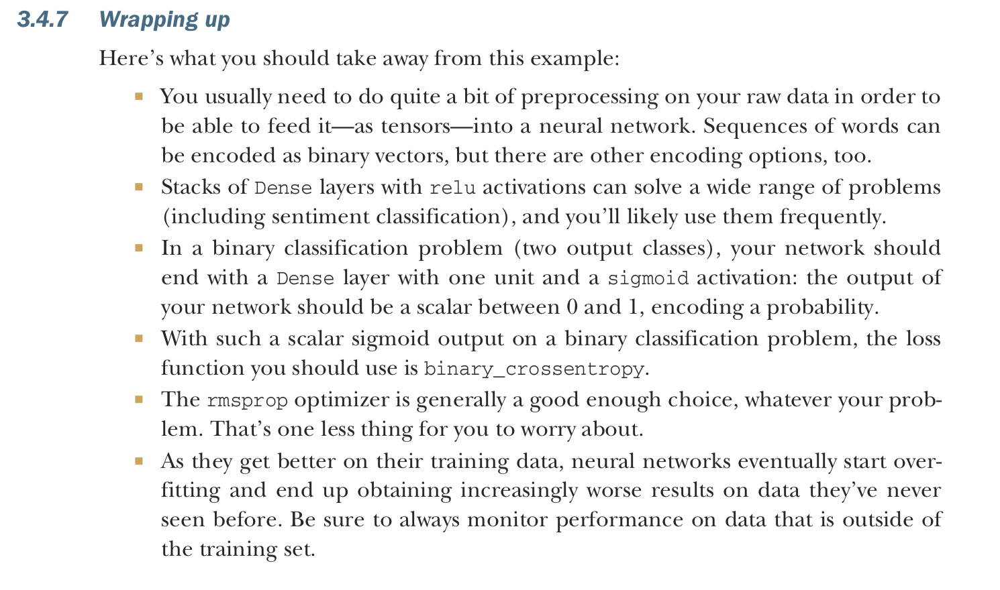 3.4.7 Wrapping up
Here’s what you should take away from this example:
■ You usually need to do quite a bit of preprocessing on your raw data in order to
be able to feed it—as tensors—into a neural network. Sequences of words can
be encoded as binary vectors, but there are other encoding options, too.
■ Stacks of Dense layers with relu activations can solve a wide range of problems
(including sentiment classification), and you’ll likely use them frequently.
■ In a binary classification problem (two output classes), your network should
end with a Dense layer with one unit and a sigmoid activation: the output of
your network should be a scalar between 0 and 1, encoding a probability.
■ With such a scalar sigmoid output on a binary classification problem, the loss
function you should use is binary_crossentropy.
■ The rmsprop optimizer is generally a good enough choice, whatever your prob-
lem. That’s one less thing for you to worry about.
■ As they get better on their training data, neural networks eventually start over-
fitting and end up obtaining increasingly worse results on data they’ve never
seen before. Be sure to always monitor performance on data that is outside of
the training set.